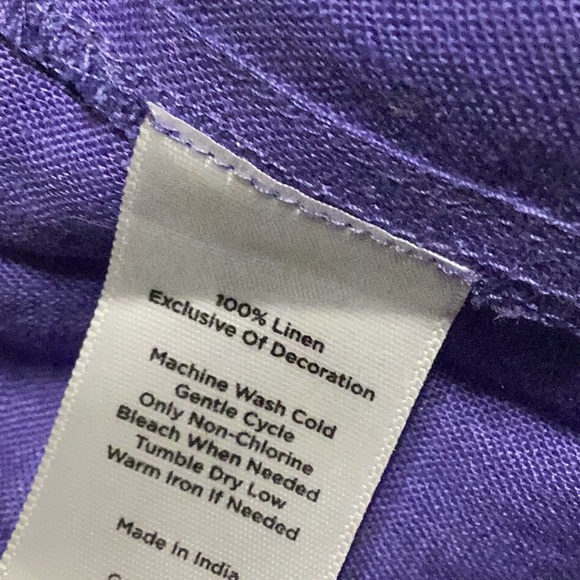 100% Linen
Exclusive Of Decoration
Machine Wash Cold
Gentle Cycle
Only Non-Chlorine
Bleach When Needed
Tumble Dry Low
Warm Iron If Needed
Made In India